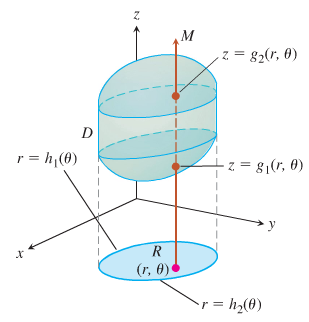 z
M
z = g₂(r, θ)
D
r = h₁(θ)
z = g₁(r, θ)
y
x
R
(r, θ)
r = h₂(θ)